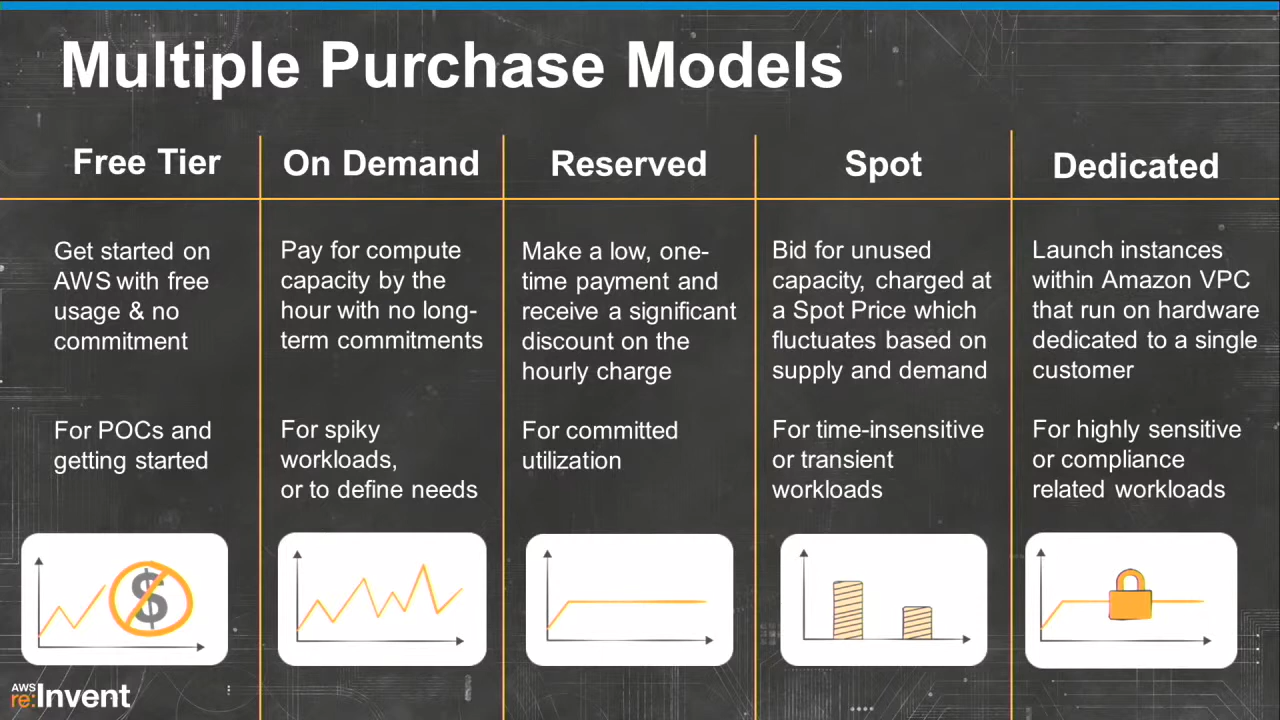 Multiple Purchase Models
Free Tier
Get started on
AWS with free
usage & no
commitment
For POCs and
getting started
$
On Demand
Pay for compute
capacity by the
hour with no long-
term commitments
For spiky
workloads,
or to define needs
Reserved
Make a low, one-
time payment and
receive a significant
discount on the
hourly charge
For committed
utilization
Spot
Bid for unused
capacity, charged at
a Spot Price which
fluctuates based on
supply and demand
For time-insensitive
or transient
workloads
Dedicated
Launch instances
within Amazon VPC
that run on hardware
dedicated to a single
customer
For highly sensitive
or compliance
related workloads
AWS
re:Invent